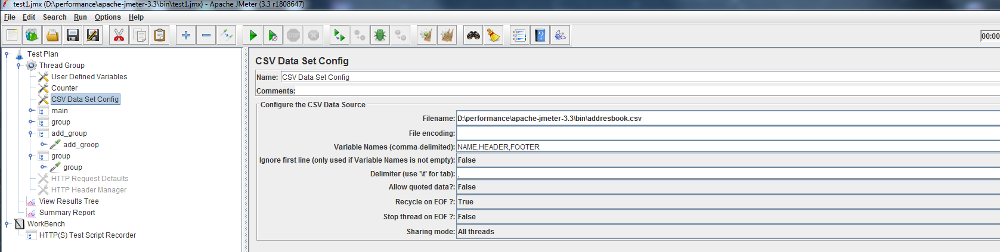 test1.jmx (D:\performance\apache-jmeter-3.3\bin\test1.jmx) - Apache JMeter (3.3 r1808647)
File Edit Search Run Options Help
STOP
00:00
Test Plan
Thread Group
User Defined Variables
Counter
CSV Data Set Config
main
group
add_group
add_groop
group
group
HTTP Request Defaults
HTTP Header Manager
View Results Tree
Summary Report
WorkBench
HTTP(S) Test Script Recorder
CSV Data Set Config
Name: CSV Data Set Config
Comments:
Configure the CSV Data Source
Filename: D:\performance\apache-jmeter-3.3\bin\addresbook.csv
File encoding:
Variable Names (comma-delimited): NAME,HEADER,FOOTER
Ignore first line (only used if Variable Names is not empty): False
Delimiter (use '\t' for tab): ,
Allow quoted data?: False
Recycle on EOF ?: True
Stop thread on EOF ?: False
Sharing mode: All threads